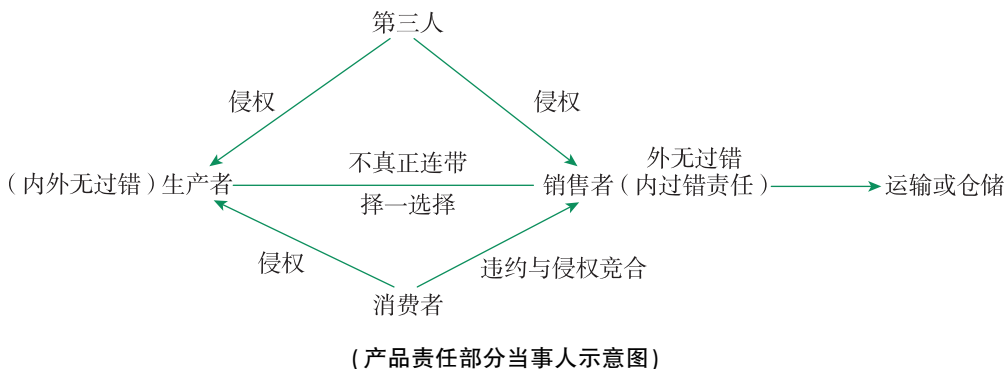 第三人
侵权
侵权
不真正连带
外无过错
（内外无过错）生产者
销售者（内过错责任）
运输或仓储
择一选择
侵权
违约与侵权竞合
消费者
(产品责任部分当事人示意图)